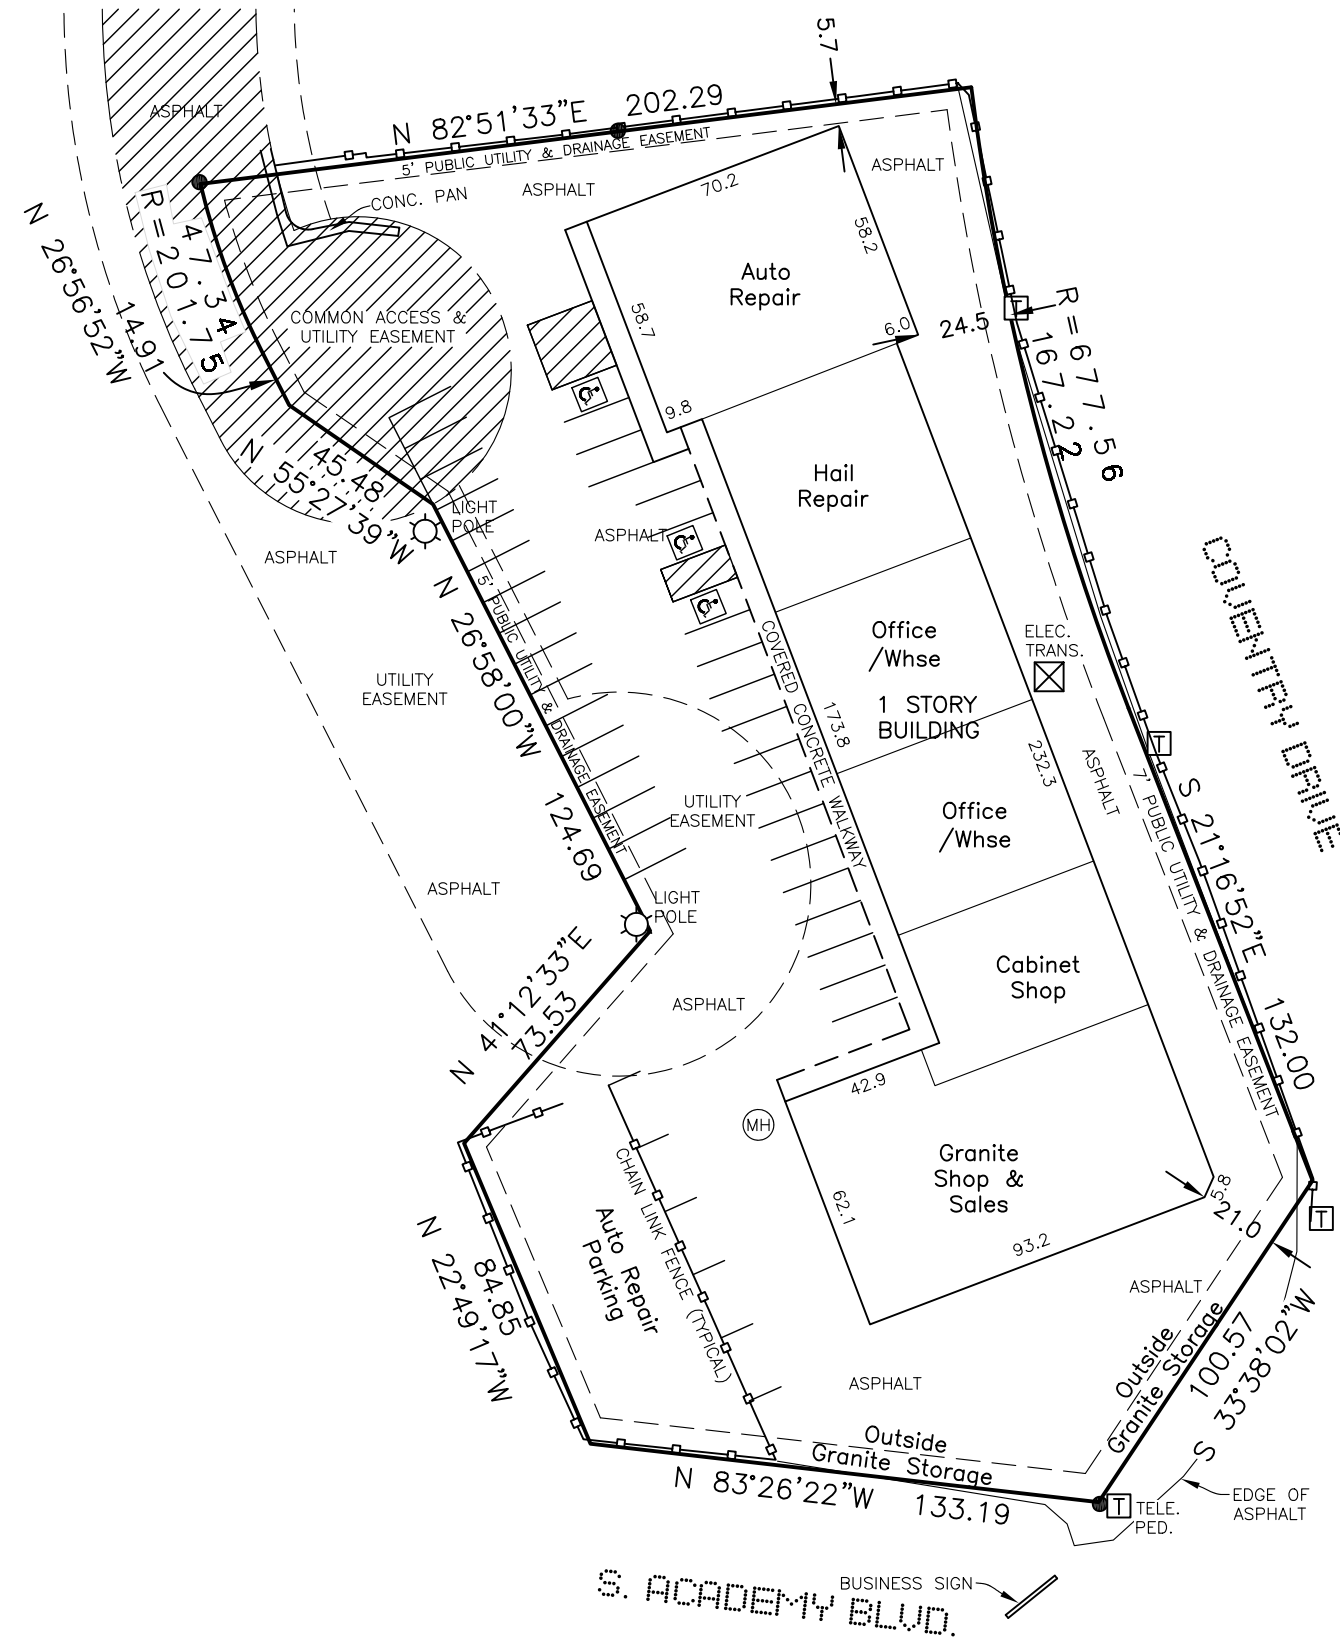 5.7
N 82°51'33"E 202.29
5' PUBLIC UTILITY & DRAINAGE EASEMENT
ASPHALT
ASPHALT
ASPHALT
CONC. PAN
70.2
58.2
58.7
Auto
Repair
6.0
24.5
9.8
47.34
R=201.75
N 26°56'52"W
14.91
COMMON ACCESS &
UTILITY EASEMENT
R=677.56
167.22
N 55°27'39"W
45.48
LIGHT
POLE
ASPHALT
ASPHALT
Hail
Repair
COVENTRY DRIVE
N 26°58'00"W
124.69
5' PUBLIC UTILITY & DRAINAGE EASEMENT
UTILITY
EASEMENT
Office
/Whse
1 STORY
BUILDING
ELEC.
TRANS.
T
T
COVERED CONCRETE WALKWAY
173.8
232.3
ASPHALT
7' PUBLIC UTILITY & DRAINAGE EASEMENT
S 21°16'52"E
132.00
UTILITY
EASEMENT
Office
/Whse
ASPHALT
LIGHT
POLE
Cabinet
Shop
ASPHALT
N 41°12'33"E
73.53
42.9
MH
Granite
Shop &
Sales
62.1
93.2
5.8
21.0
T
CHAIN LINK FENCE (TYPICAL)
Auto Repair
Parking
N 22°49'17"W
84.85
ASPHALT
ASPHALT
Outside
Granite Storage
100.57
S 33°38'02"W
Outside
Granite Storage
N 83°26'22"W 133.19
T
TELE.
PED.
EDGE OF
ASPHALT
BUSINESS SIGN
S. ACADEMY BLVD.